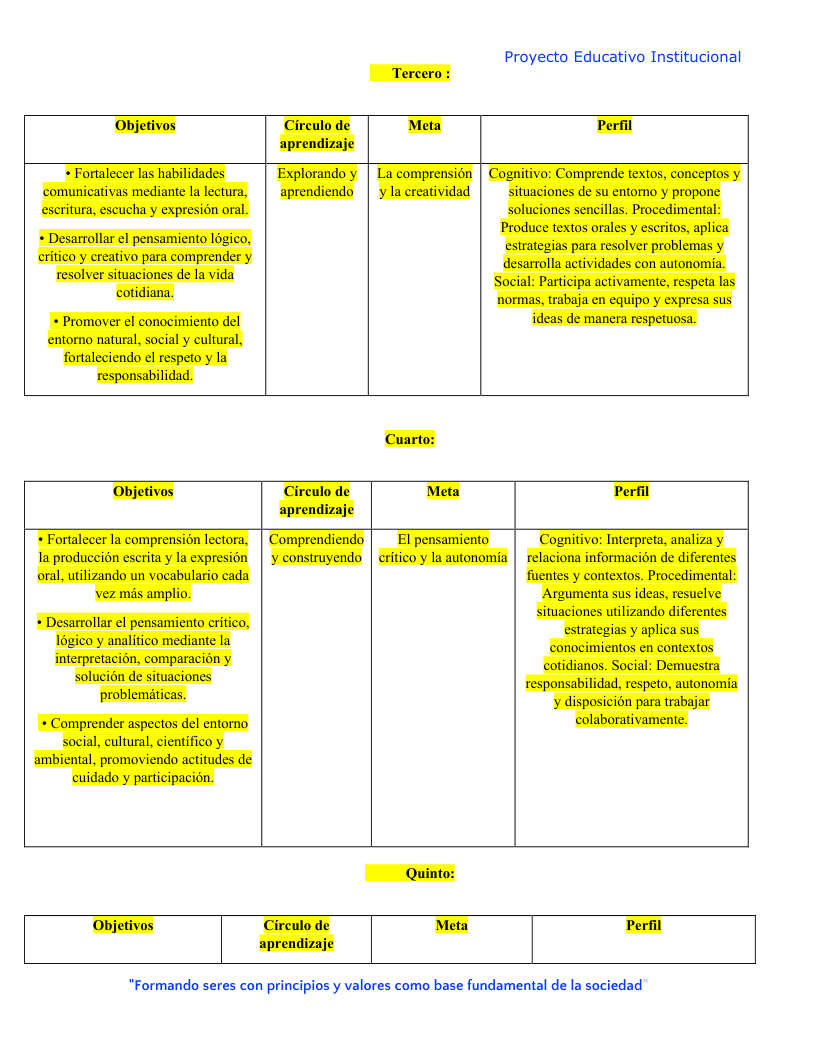 Proyecto Educativo Institucional
Tercero :
Objetivos
Círculo de
aprendizaje
Meta
Perfil
• Fortalecer las habilidades
comunicativas mediante la lectura,
escritura, escucha y expresión oral.
• Desarrollar el pensamiento lógico,
crítico y creativo para comprender y
resolver situaciones de la vida
cotidiana.
• Promover el conocimiento del
entorno natural, social y cultural,
fortaleciendo el respeto y la
responsabilidad.
Explorando y
aprendiendo
La comprensión
y la creatividad
Cognitivo: Comprende textos, conceptos y
situaciones de su entorno y propone
soluciones sencillas. Procedimental:
Produce textos orales y escritos, aplica
estrategias para resolver problemas y
desarrolla actividades con autonomía.
Social: Participa activamente, respeta las
normas, trabaja en equipo y expresa sus
ideas de manera respetuosa.
Cuarto:
Objetivos
Círculo de
aprendizaje
Meta
Perfil
• Fortalecer la comprensión lectora,
la producción escrita y la expresión
oral, utilizando un vocabulario cada
vez más amplio.
• Desarrollar el pensamiento crítico,
lógico y analítico mediante la
interpretación, comparación y
solución de situaciones
problemáticas.
• Comprender aspectos del entorno
social, cultural, científico y
ambiental, promoviendo actitudes de
cuidado y participación.
Comprendiendo
y construyendo
El pensamiento
crítico y la autonomía
Cognitivo: Interpreta, analiza y
relaciona información de diferentes
fuentes y contextos. Procedimental:
Argumenta sus ideas, resuelve
situaciones utilizando diferentes
estrategias y aplica sus
conocimientos en contextos
cotidianos. Social: Demuestra
responsabilidad, respeto, autonomía
y disposición para trabajar
colaborativamente.
Quinto:
Objetivos
Círculo de
aprendizaje
Meta
Perfil
"Formando seres con principios y valores como base fundamental de la sociedad"